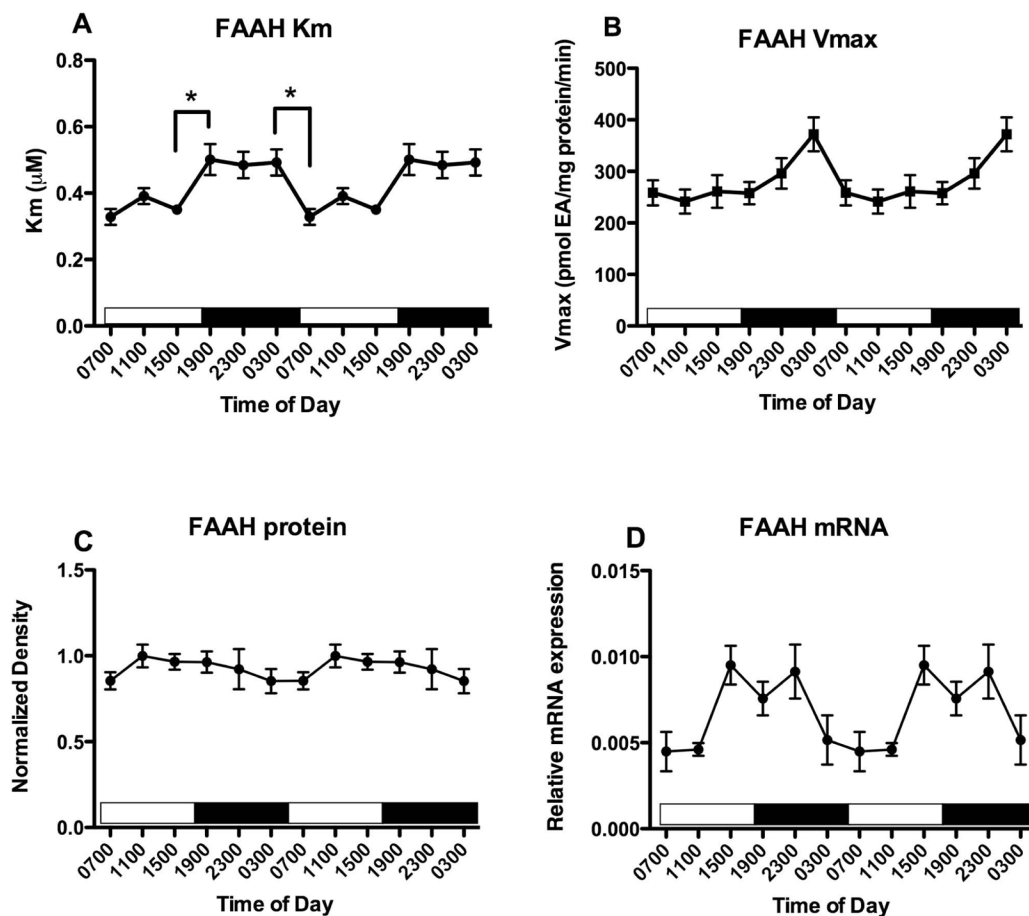 A
FAAH Km
Km (μM)
0.8
0.6
0.4
0.2
0.0
* *
0700 1100 1500 1900 2300 0300 0700 1100 1500 1900 2300 0300
Time of Day
B
FAAH Vmax
Vmax (pmol EA/mg protein/min)
500
400
300
200
100
0
0700 1100 1500 1900 2300 0300 0700 1100 1500 1900 2300 0300
Time of Day
C
FAAH protein
Normalized Density
1.5
1.0
0.5
0.0
0700 1100 1500 1900 2300 0300 0700 1100 1500 1900 2300 0300
Time of Day
D
FAAH mRNA
Relative mRNA expression
0.015
0.010
0.005
0.000
0700 1100 1500 1900 2300 0300 0700 1100 1500 1900 2300 0300
Time of Day